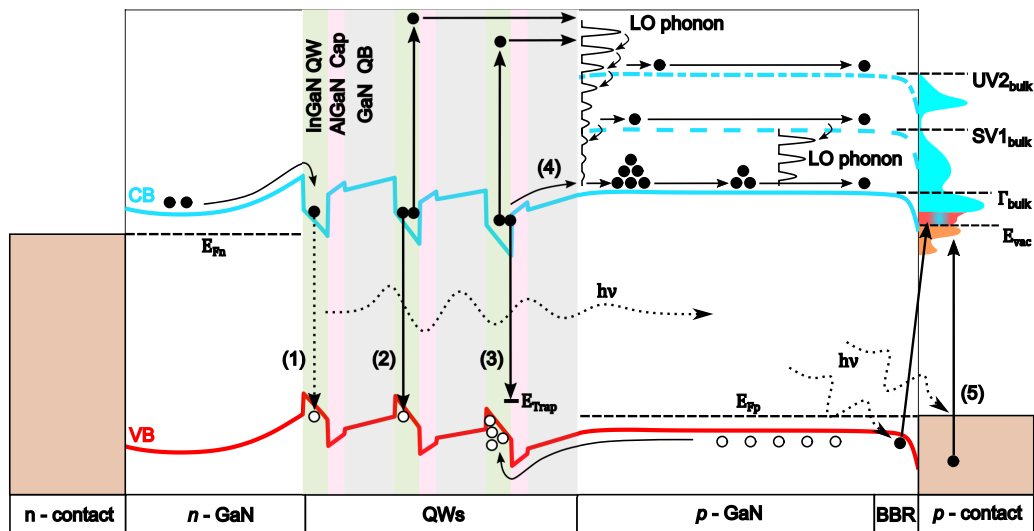 LO phonon
UV2bulk
InGaN QW
AlGaN Cap
GaN QB
SV1bulk
LO phonon
(4)
CB
Γbulk
EFn
Evac
hν
(1)
(2)
(3)
hν
(5)
ETrap
EFp
VB
n - contact
n - GaN
QWs
p - GaN
BBR
p - contact